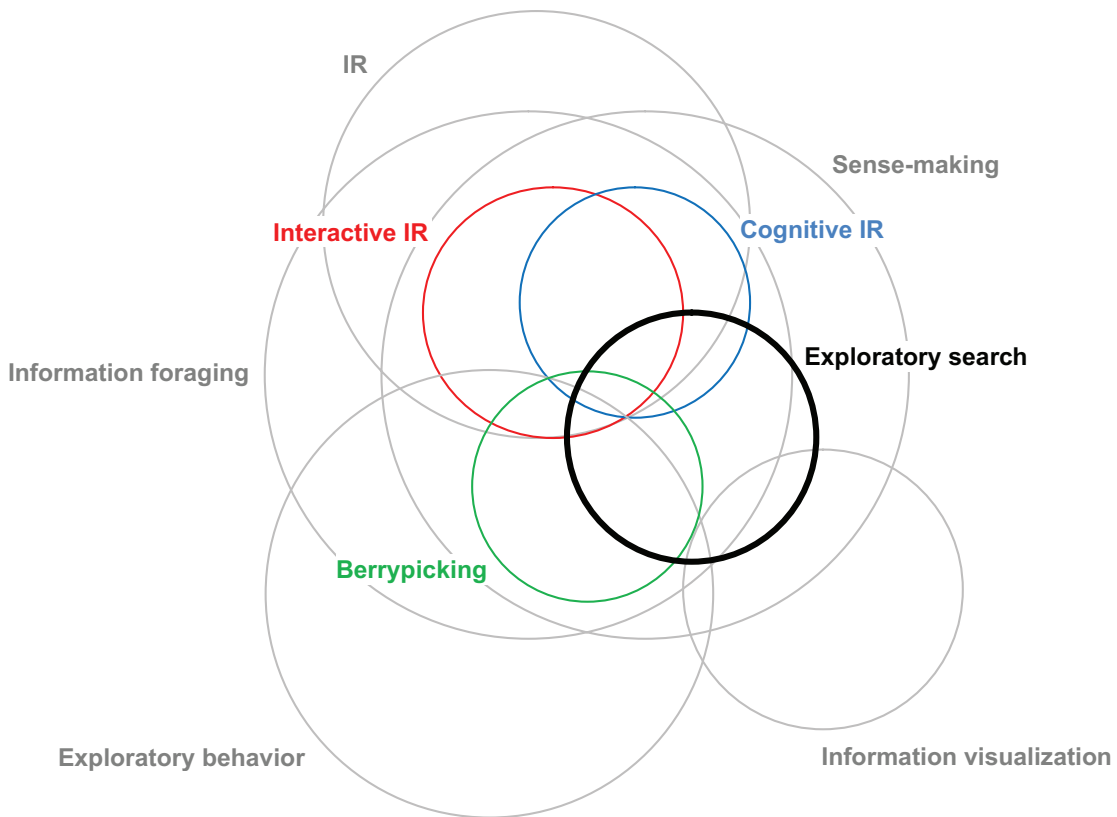 IR
Sense-making
Interactive IR
Cognitive IR
Exploratory search
Information foraging
Berrypicking
Exploratory behavior
Information visualization